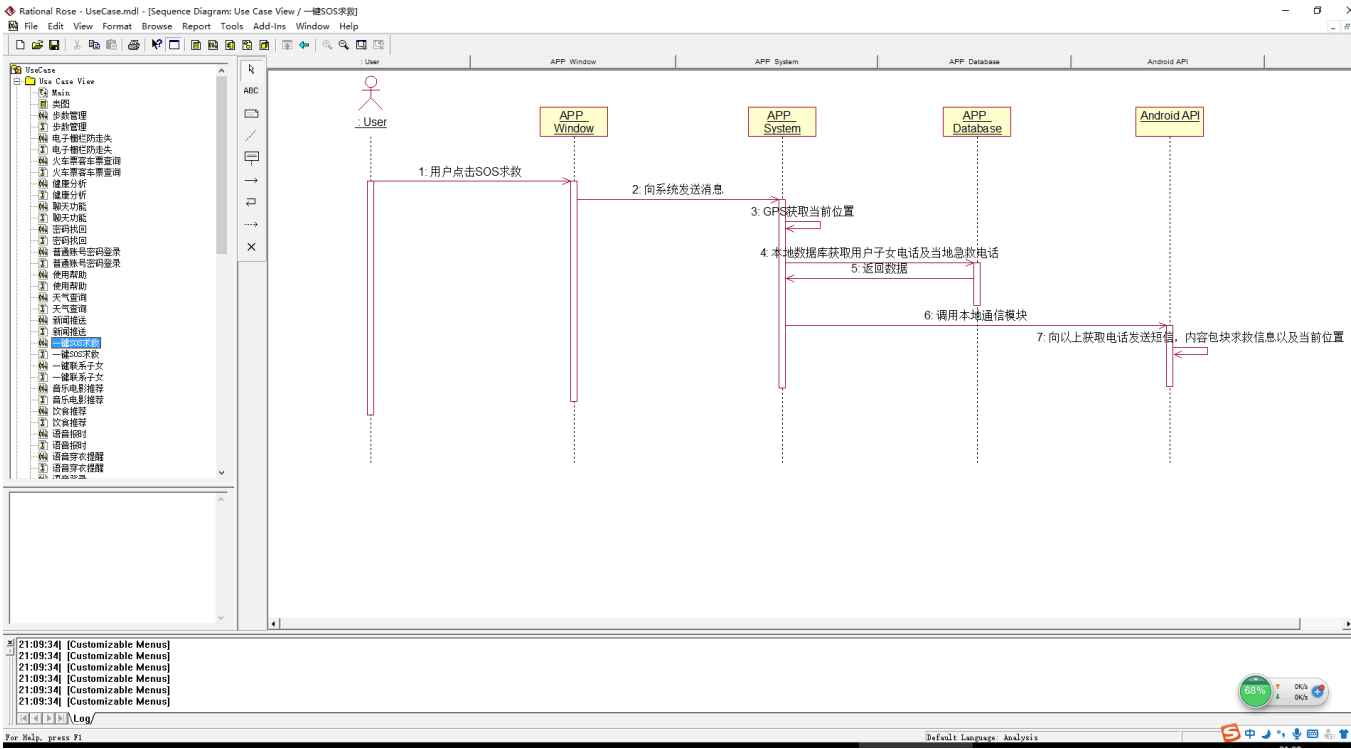 Rational Rose - UseCase.mdl - [Sequence Diagram: Use Case View / 一键SOS求救]
File Edit View Format Browse Report Tools Add-Ins Window Help
UseCase
Use Case View
Main
类图
步数管理
步数管理
电子栅栏防走失
电子栅栏防走失
火车票客车票查询
火车票客车票查询
健康分析
健康分析
聊天功能
聊天功能
密码找回
密码找回
普通账号密码登录
普通账号密码登录
使用帮助
使用帮助
天气查询
天气查询
新闻推送
新闻推送
一键SOS求救
一键SOS求救
一键联系子女
一键联系子女
音乐电影推荐
音乐电影推荐
饮食推荐
饮食推荐
语音报时
语音报时
语音穿衣提醒
语音穿衣提醒
语音登录
ABC
: User APP Window APP System APP Database Android API
: User
APP
Window
APP
System
APP
Database
Android API
1: 用户点击SOS求救
2: 向系统发送消息
3: GPS获取当前位置
4: 本地数据库获取用户子女电话及当地急救电话
5: 返回数据
6: 调用本地通信模块
7: 向以上获取电话发送短信，内容包块求救信息以及当前位置
21:09:34| [Customizable Menus]
21:09:34| [Customizable Menus]
21:09:34| [Customizable Menus]
21:09:34| [Customizable Menus]
21:09:34| [Customizable Menus]
21:09:34| [Customizable Menus]
Log
68%
0K/s
0K/s
For Help, press F1
Default Language: Analysis
中